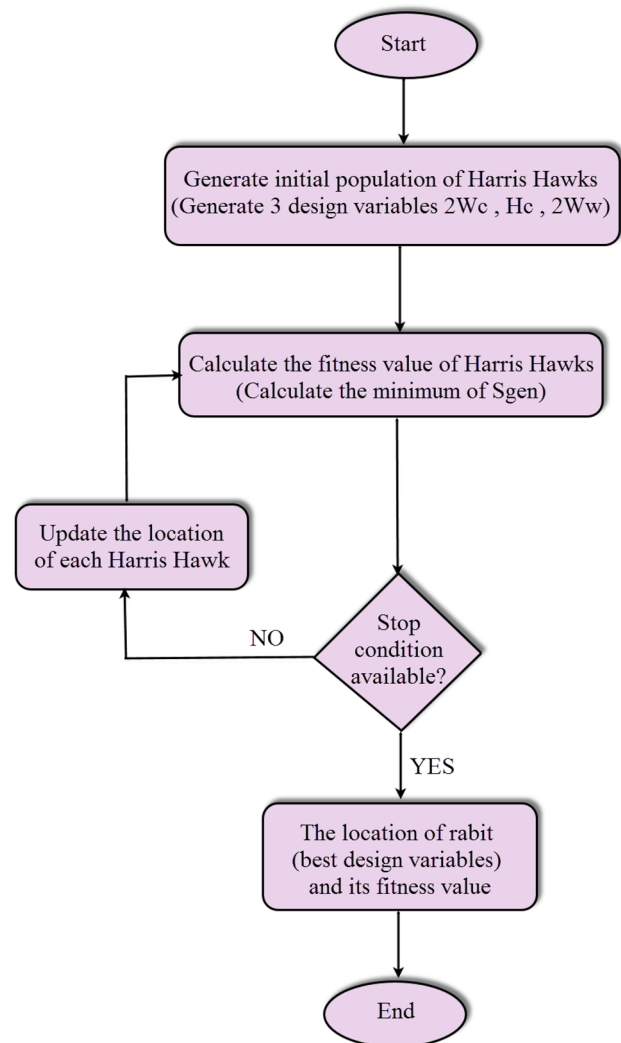 Start
Generate initial population of Harris Hawks
(Generate 3 design variables 2Wc , Hc , 2Ww)
Calculate the fitness value of Harris Hawks
(Calculate the minimum of Sgen)
Update the location
of each Harris Hawk
NO
Stop
condition
available?
YES
The location of rabit
(best design variables)
and its fitness value
End